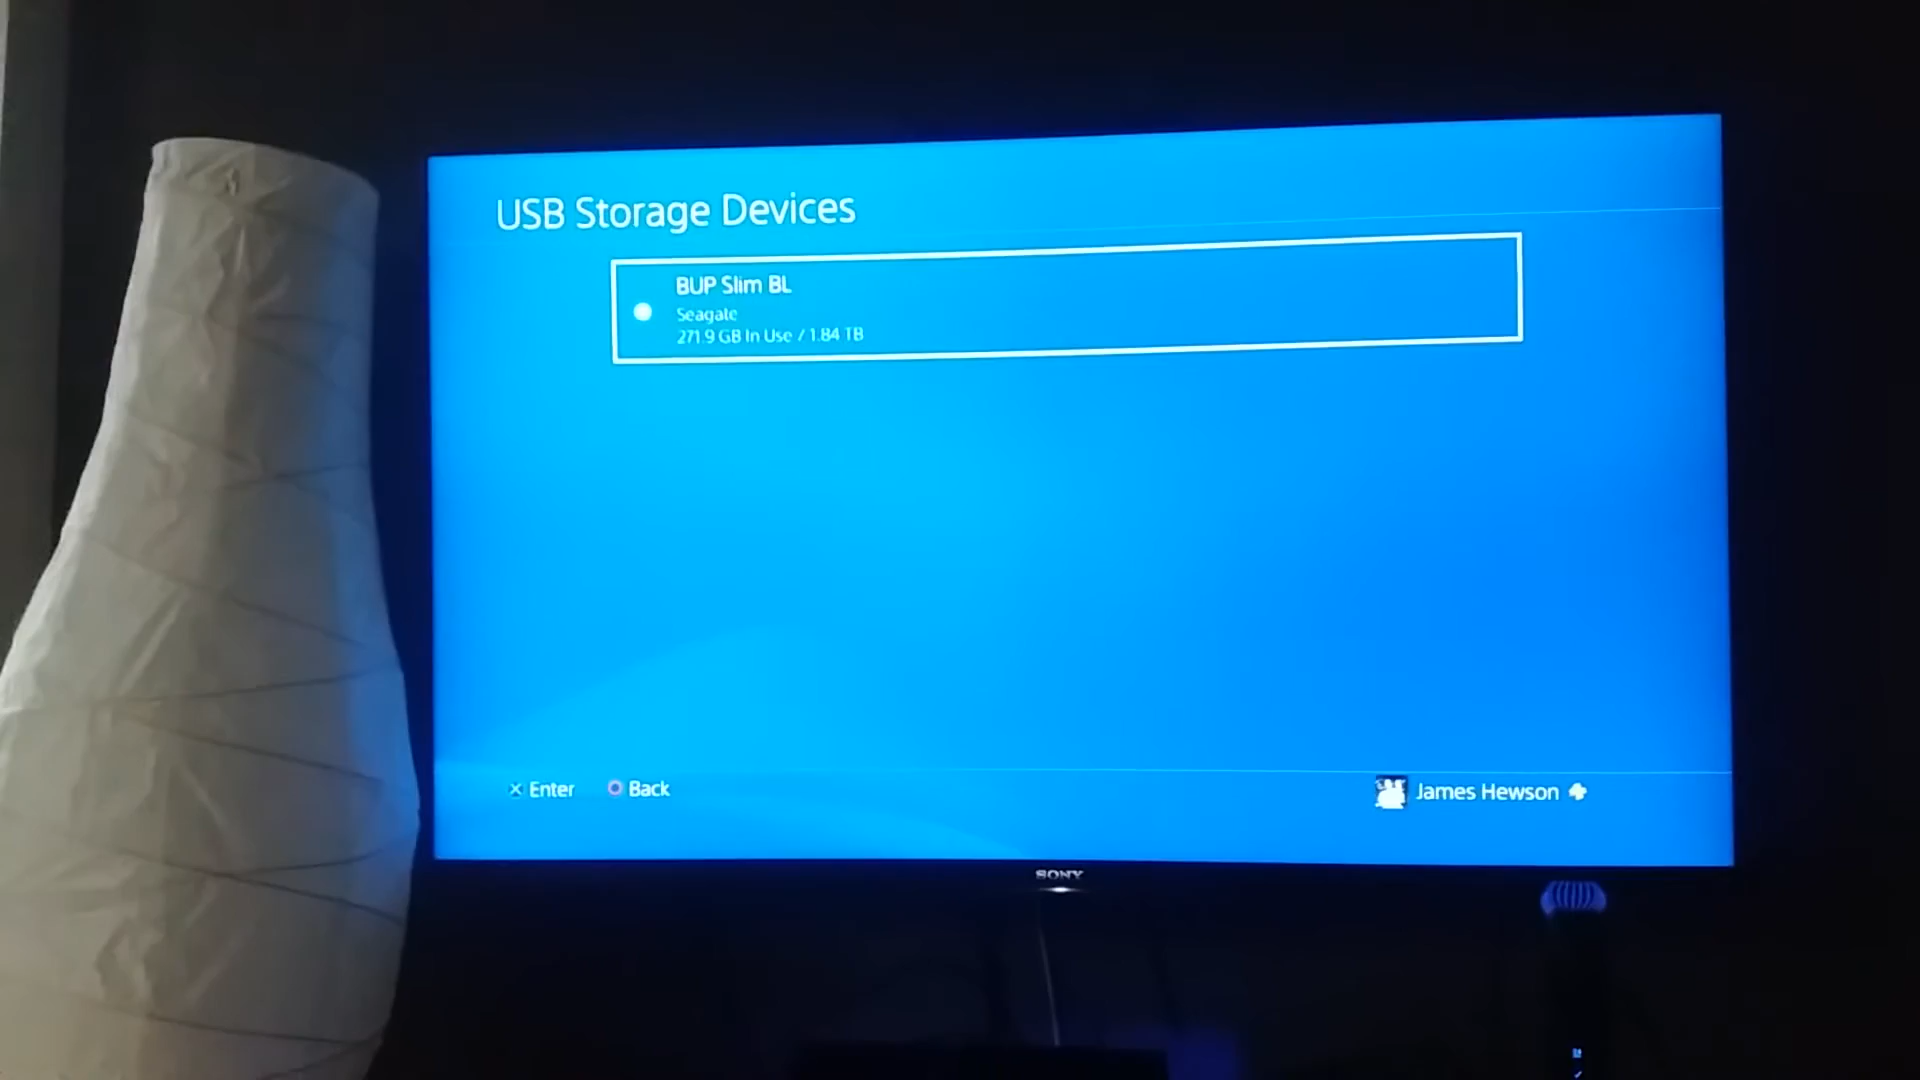 USB Storage Devices
BUP Slim BL
Seagate
271.9 GB In Use / 1.84 TB
Enter
Back
James Hewson
SONY